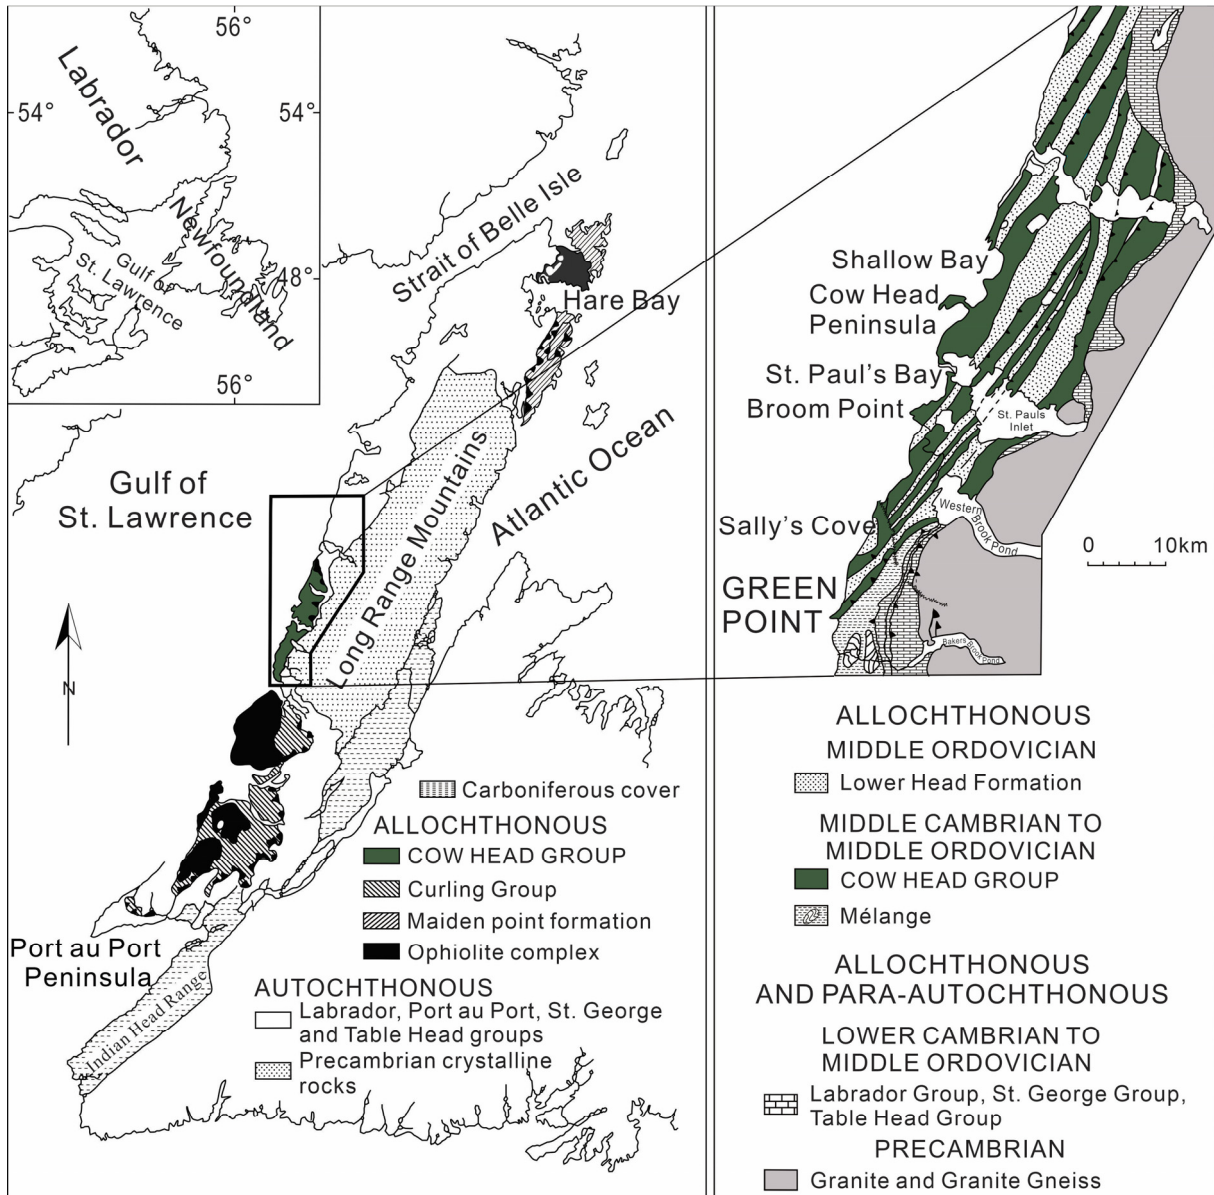 56°
Labrador
54°
54°
Newfoundland
Gulf of
St. Lawrence
48°
56°
Strait of Belle Isle
Hare Bay
Gulf of
St. Lawrence
Long Range Mountains
Atlantic Ocean
N
Port au Port
Peninsula
Indian Head Range
Carboniferous cover
ALLOCHTHONOUS
COW HEAD GROUP
Curling Group
Maiden point formation
Ophiolite complex
AUTOCHTHONOUS
Labrador, Port au Port, St. George
and Table Head groups
Precambrian crystalline
rocks
Shallow Bay
Cow Head
Peninsula
St. Paul's Bay
Broom Point
St. Pauls
Inlet
Sally's Cove
Western
Brook Pond
0 10km
GREEN
POINT
Bakers Brook Pond
ALLOCHTHONOUS
MIDDLE ORDOVICIAN
Lower Head Formation
MIDDLE CAMBRIAN TO
MIDDLE ORDOVICIAN
COW HEAD GROUP
Mélange
ALLOCHTHONOUS
AND PARA-AUTOCHTHONOUS
LOWER CAMBRIAN TO
MIDDLE ORDOVICIAN
Labrador Group, St. George Group,
Table Head Group
PRECAMBRIAN
Granite and Granite Gneiss